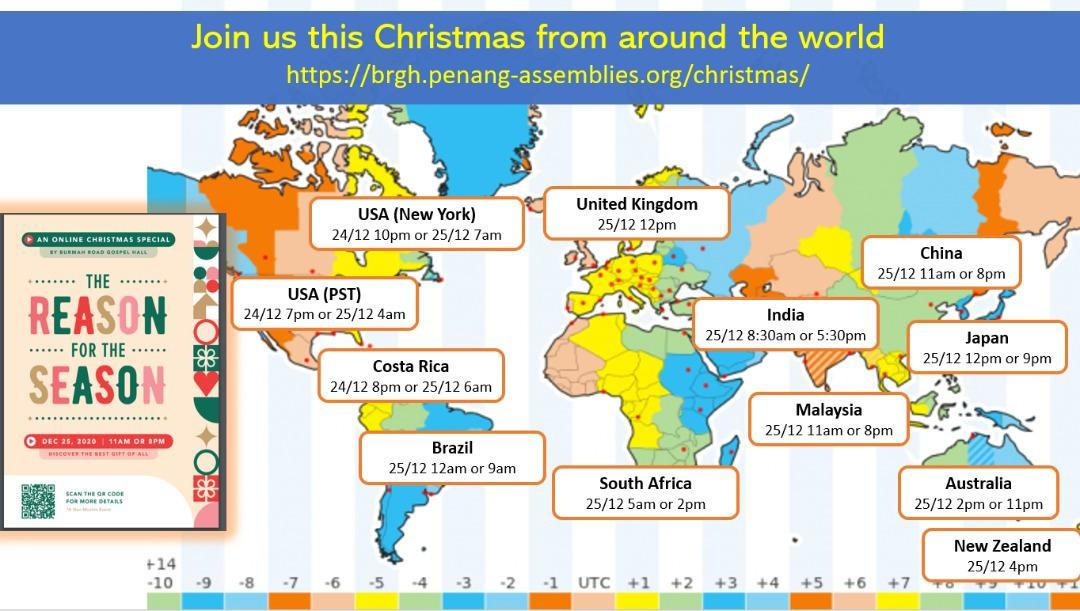 Join us this Christmas from around the world
https://brgh.penang-assemblies.org/christmas/
USA (New York)
24/12 10pm or 25/12 7am
United Kingdom
25/12 12pm
China
25/12 11am or 8pm
USA (PST)
24/12 7pm or 25/12 4am
India
25/12 8:30am or 5:30pm
Japan
25/12 12pm or 9pm
Costa Rica
24/12 8pm or 25/12 6am
Malaysia
25/12 11am or 8pm
Brazil
25/12 12am or 9am
South Africa
25/12 5am or 2pm
Australia
25/12 2pm or 11pm
New Zealand
25/12 4pm
AN ONLINE CHRISTMAS SPECIAL
BY BURMAH ROAD GOSPEL HALL
THE
REASON
FOR THE
SEASON
DEC 25, 2020 | 11AM OR 8PM
DISCOVER THE BEST GIFT OF ALL
SCAN THE QR CODE
FOR MORE DETAILS
+14
-10 -9 -8 -7 -6 -5 -4 -3 -2 -1 UTC +1 +2 +3 +4 +5 +6 +7 +8 +9 +10